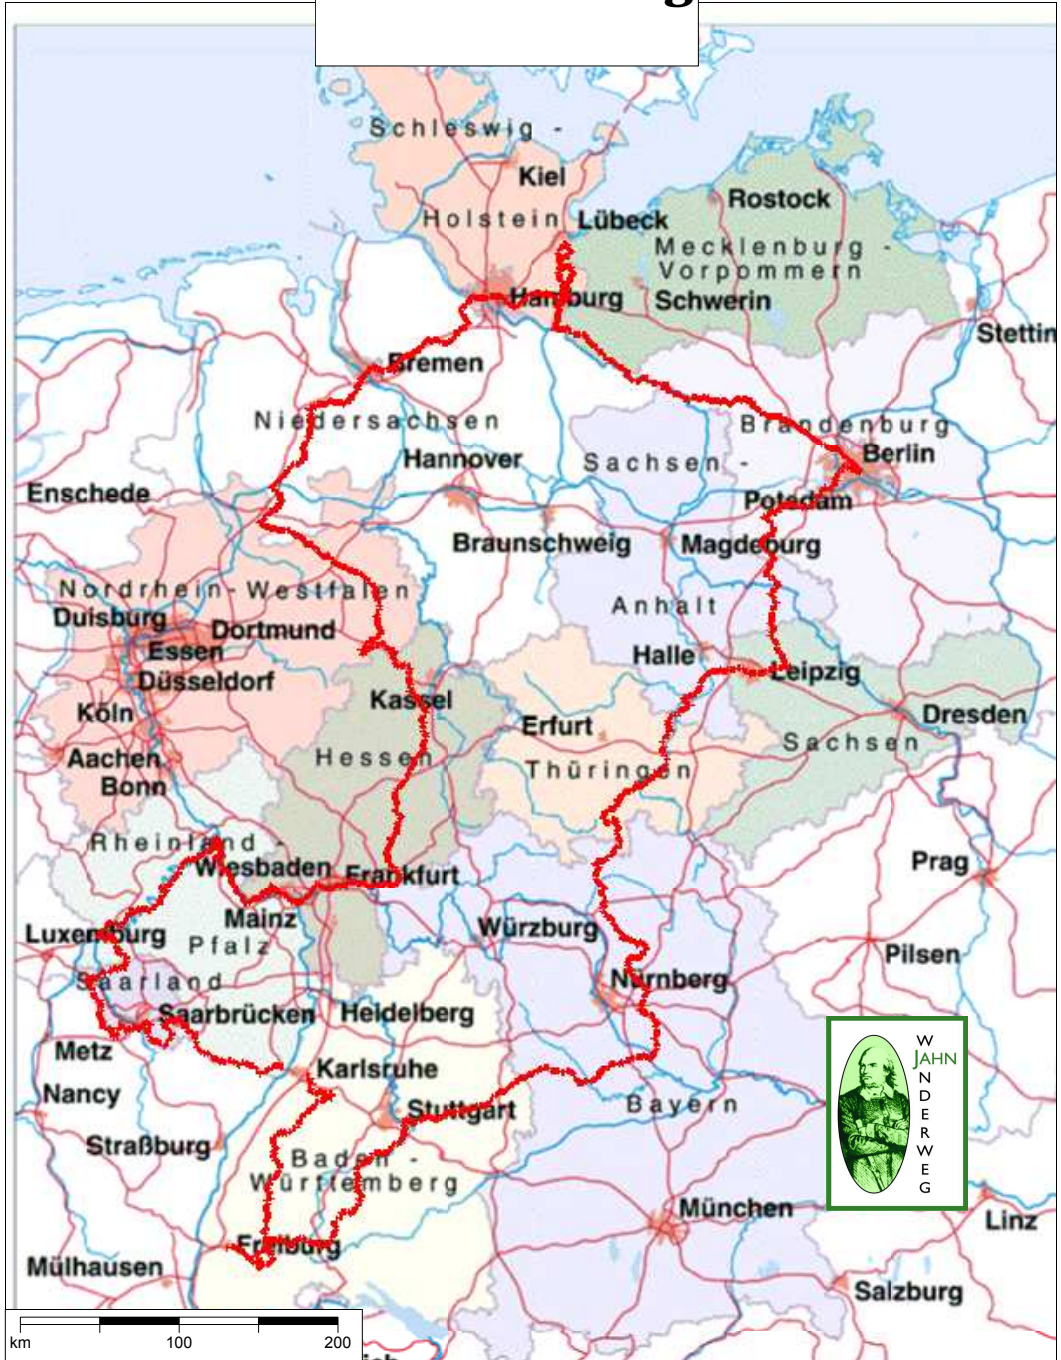 Schleswig -
Kiel
Holstein
Lübeck
Rostock
Mecklenburg -
Vorpommern
Hamburg
Schwerin
Stettin
Bremen
Niedersachsen
Brandenburg
Hannover
Sachsen -
Berlin
Enschede
Potsdam
Braunschweig
Magdeburg
Nordrhein-Westfalen
Anhalt
Duisburg
Dortmund
Essen
Halle
Leipzig
Düsseldorf
Kassel
Köln
Erfurt
Dresden
Sachsen
Aachen
Hessen
Thüringen
Bonn
Rheinland -
Wiesbaden
Frankfurt
Prag
Mainz
Luxemburg
Pfalz
Würzburg
Pilsen
Saarland
Nürnberg
Saarbrücken
Heidelberg
Metz
Karlsruhe
Nancy
Stuttgart
Bayern
Straßburg
Baden -
Württemberg
München
Linz
Freiburg
Mülhausen
Salzburg
WANDERWEG
JAHN
km 100 200